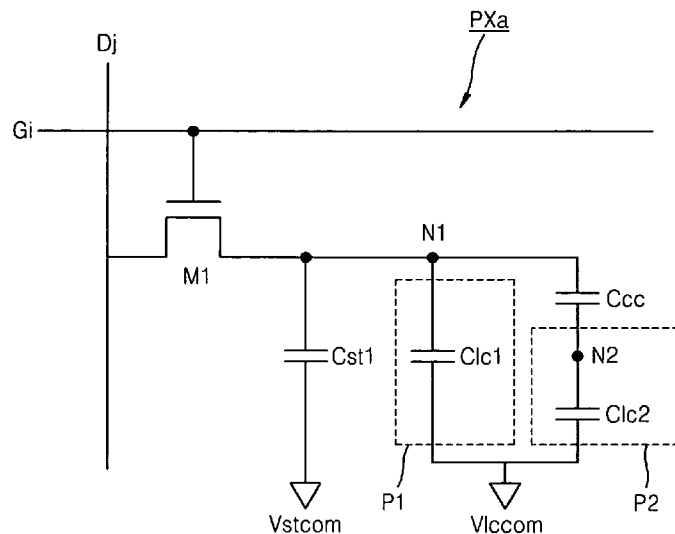 PXa
Dj
Gi
M1
N1
Ccc
Cst1
Clc1
N2
Clc2
P1
P2
Vstcom
Vlccom